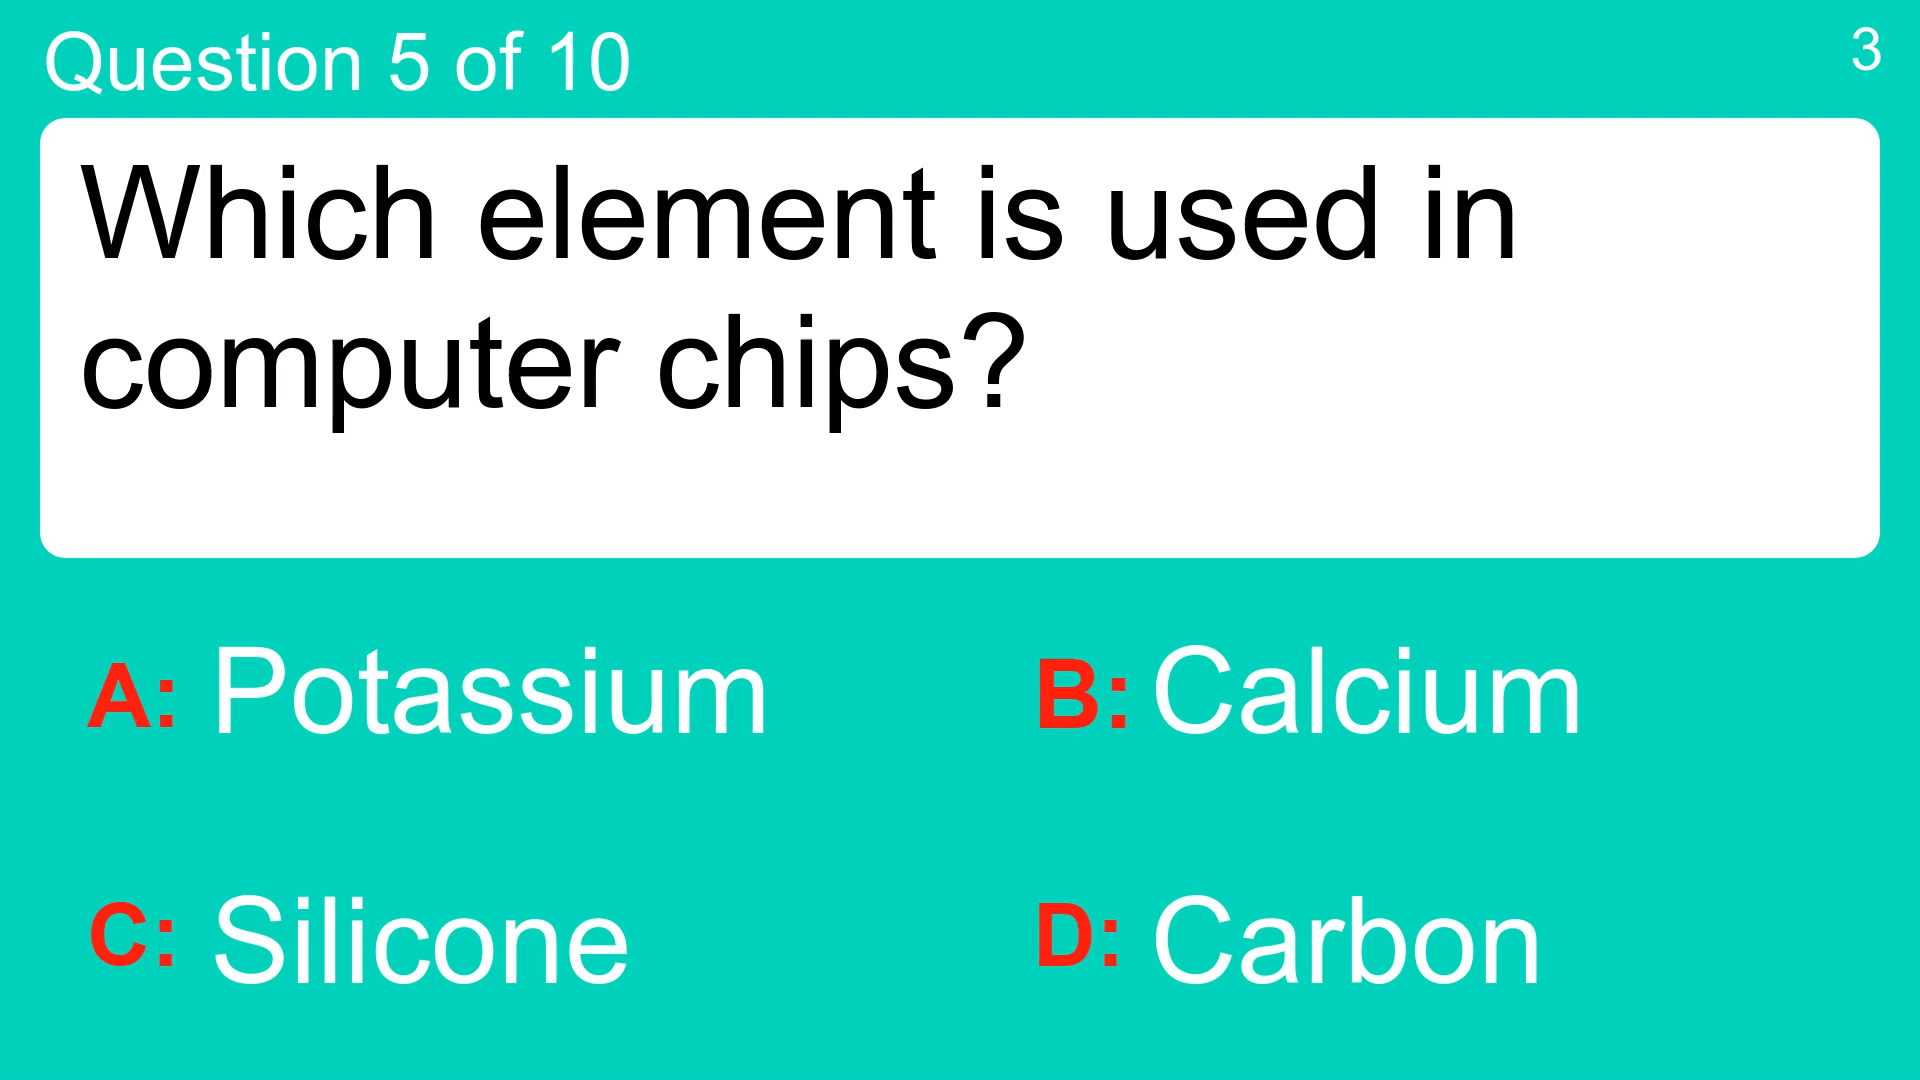 Question 5 of 10
3
Which element is used in
computer chips?
A: Potassium
B: Calcium
C: Silicone
D: Carbon